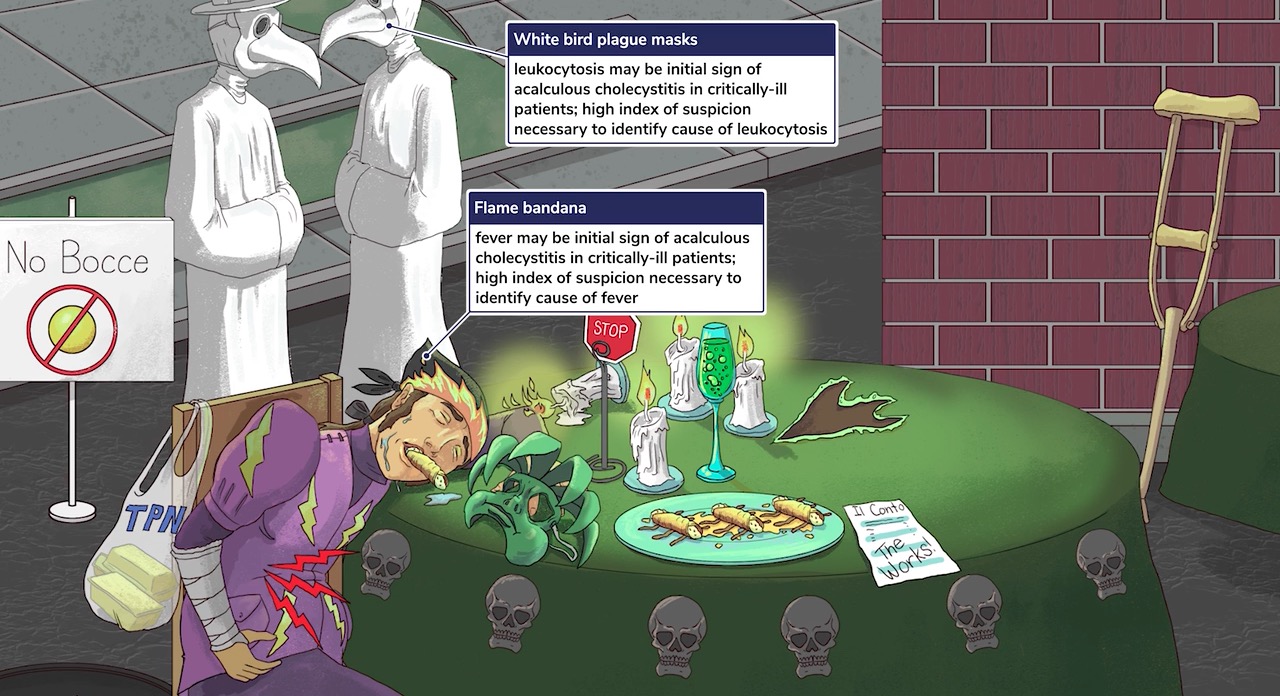 White bird plague masks
leukocytosis may be initial sign of
acalculous cholecystitis in critically-ill
patients; high index of suspicion
necessary to identify cause of leukocytosis
Flame bandana
fever may be initial sign of acalculous
cholecystitis in critically-ill patients;
high index of suspicion necessary to
identify cause of fever
No Bocce
STOP
TPN
Il Conto
The
Works!